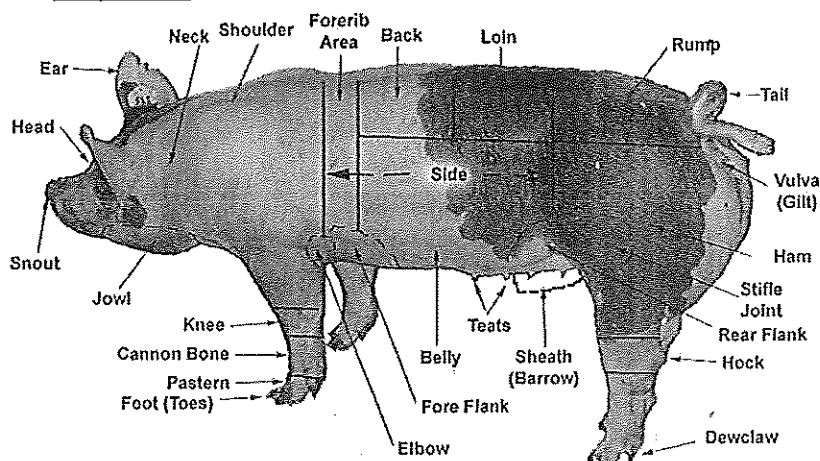 Ear
Neck
Shoulder
Forerib
Area
Back
Loin
Rump
Tail
Head
Side
Vulva
(Gilt)
Snout
Jowl
Ham
Stifle
Joint
Rear Flank
Knee
Cannon Bone
Pastern
Foot (Toes)
Teats
Belly
Sheath
(Barrow)
Hock
Fore Flank
Elbow
Dewclaw